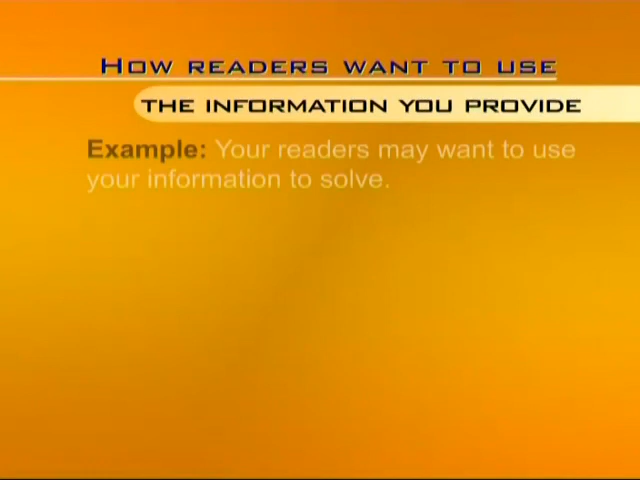 HOW READERS WANT TO USE
THE INFORMATION YOU PROVIDE
Example: Your readers may want to use
your information to solve.